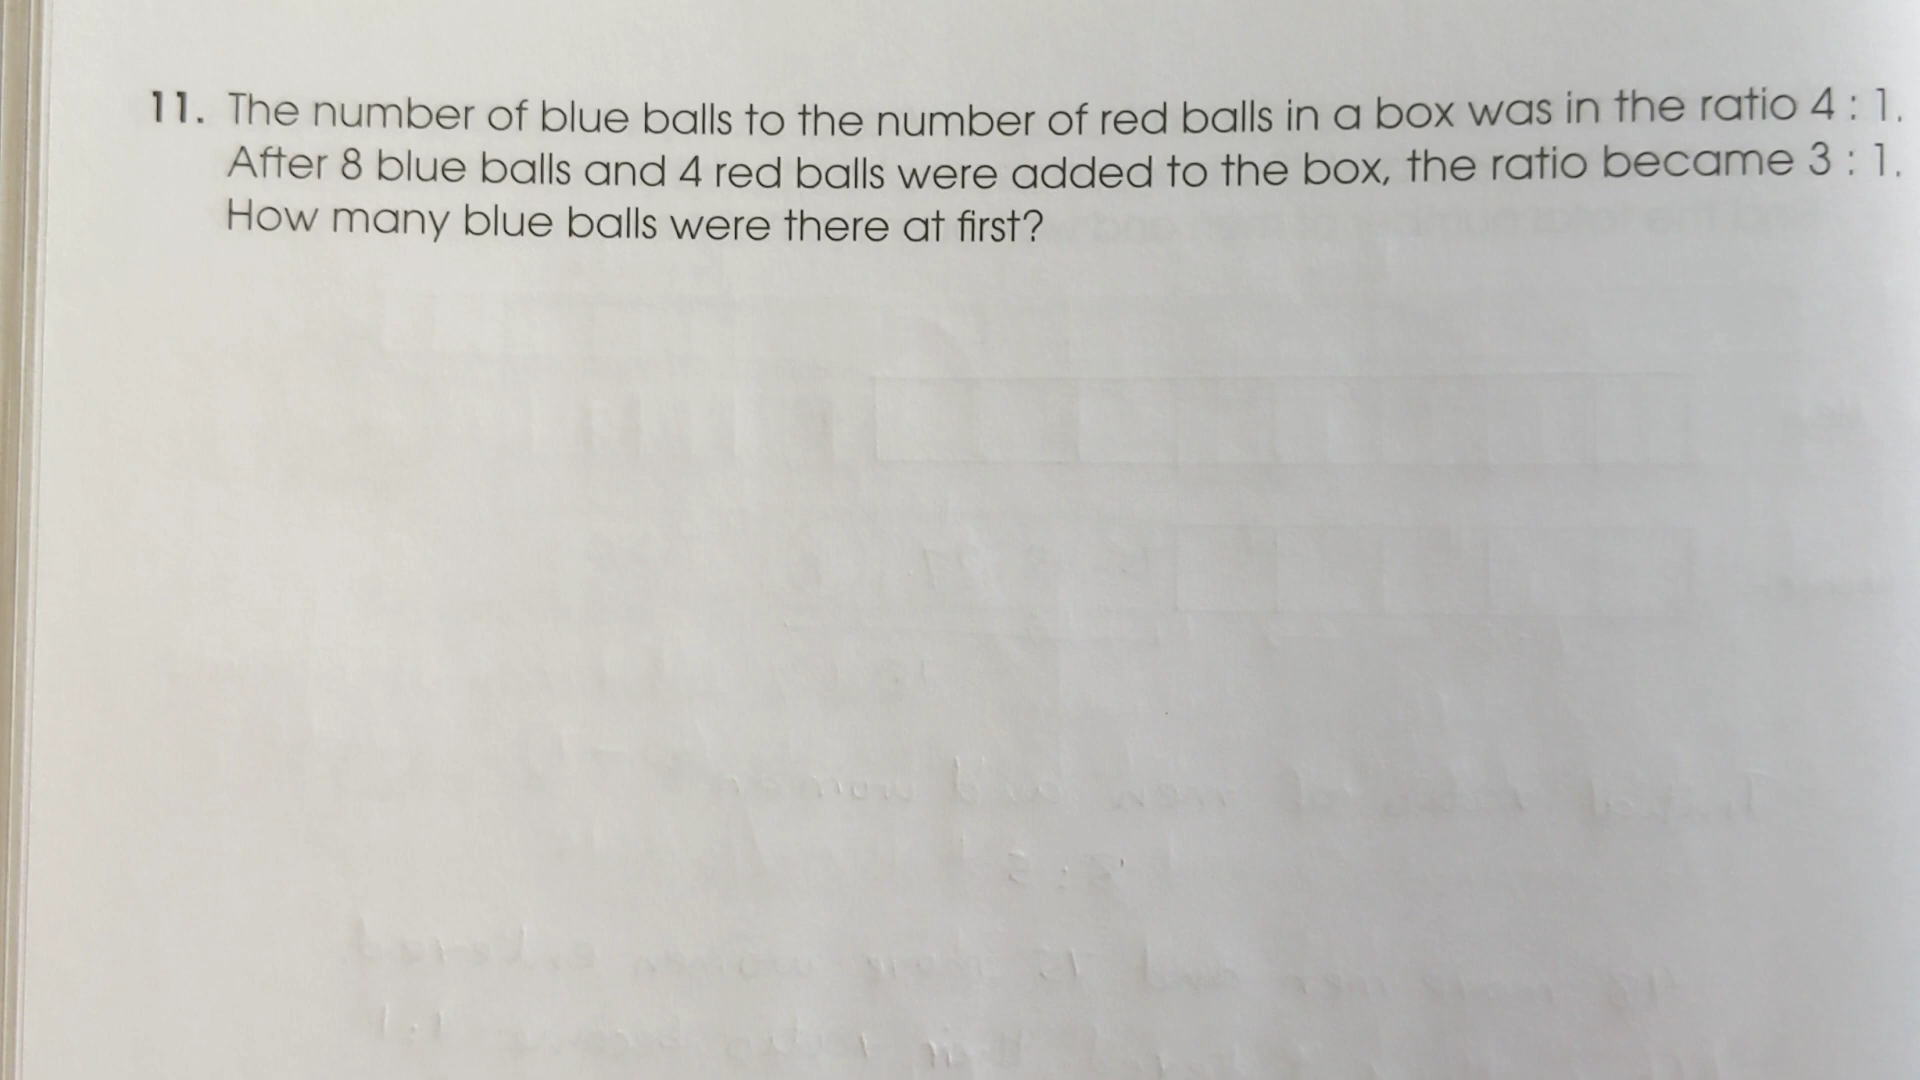 11. The number of blue balls to the number of red balls in a box was in the ratio 4 : 1.
After 8 blue balls and 4 red balls were added to the box, the ratio became 3 : 1.
How many blue balls were there at first?